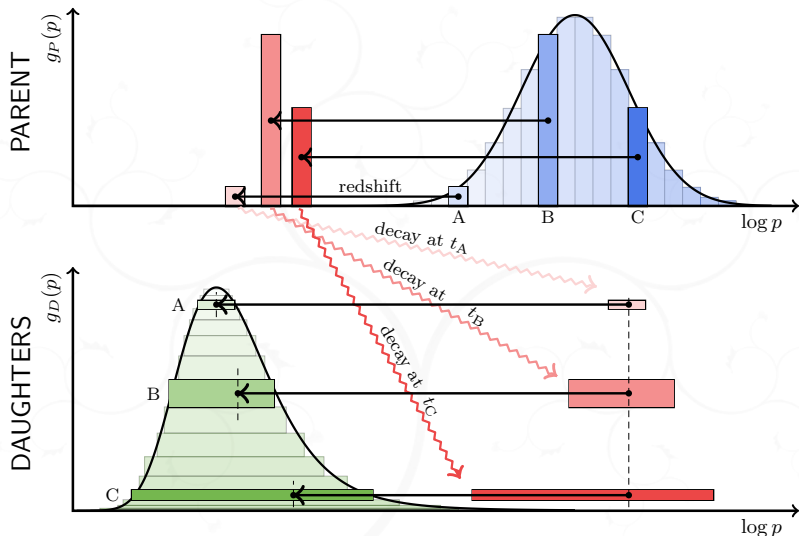 PARENT
g_P(p)
redshift
A
B
C
log p
decay at t_A
decay at t_B
decay at t_C
DAUGHTERS
g_D(p)
A
B
C
log p